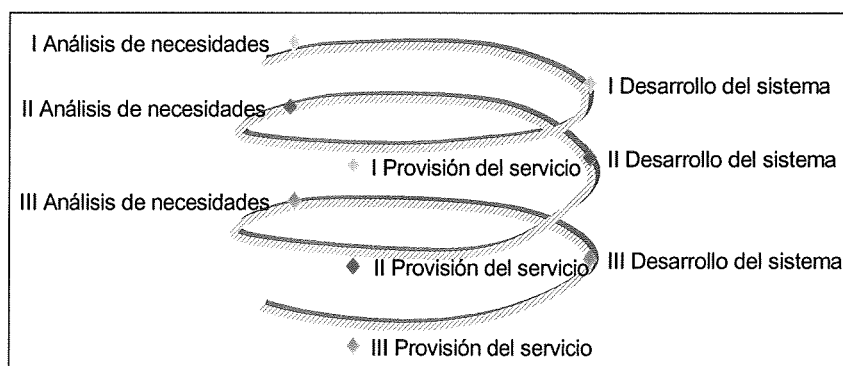 I Análisis de necesidades
I Desarrollo del sistema
II Análisis de necesidades
I Provisión del servicio
II Desarrollo del sistema
III Análisis de necesidades
II Provisión del servicio
III Desarrollo del sistema
III Provisión del servicio